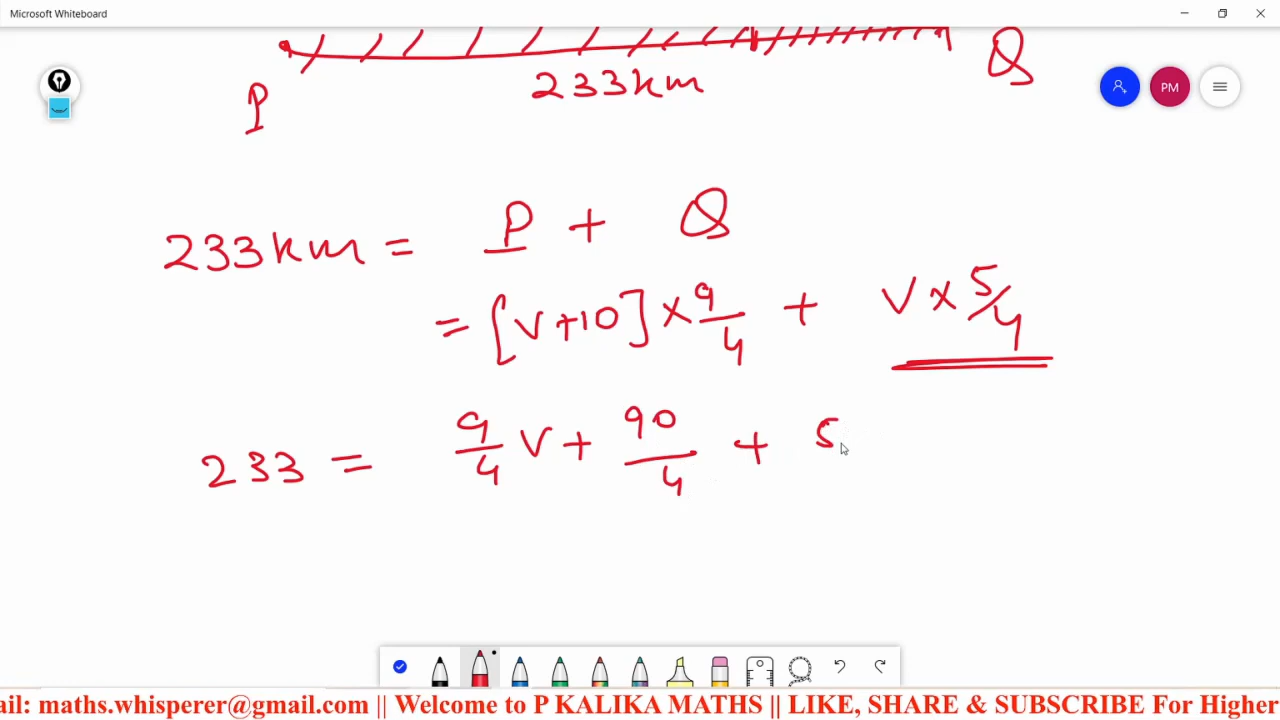 Microsoft Whiteboard
P 233km Q
PM
233km = P + Q
= [V+10] × 9/4 + V × 5/4
233 = 9/4 V + 90/4 + 5
ail: maths.whisperer@gmail.com || Welcome to P KALIKA MATHS || LIKE, SHARE & SUBSCRIBE For Higher